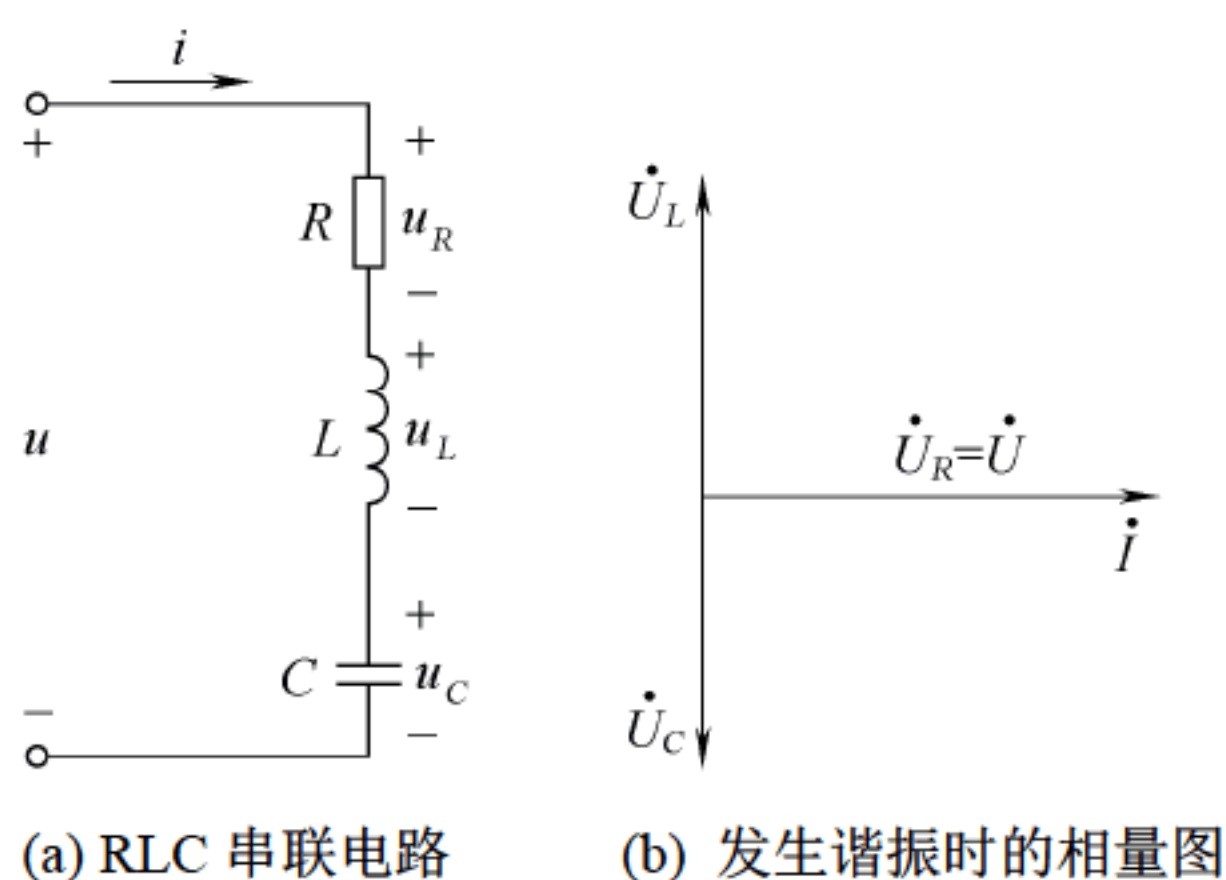 i
+
+
R
u_R
−
+
u
L
u_L
−
+
C
u_C
−
−
U̇_L
U̇_R=U̇
İ
U̇_C
(a) RLC 串联电路
(b) 发生谐振时的相量图